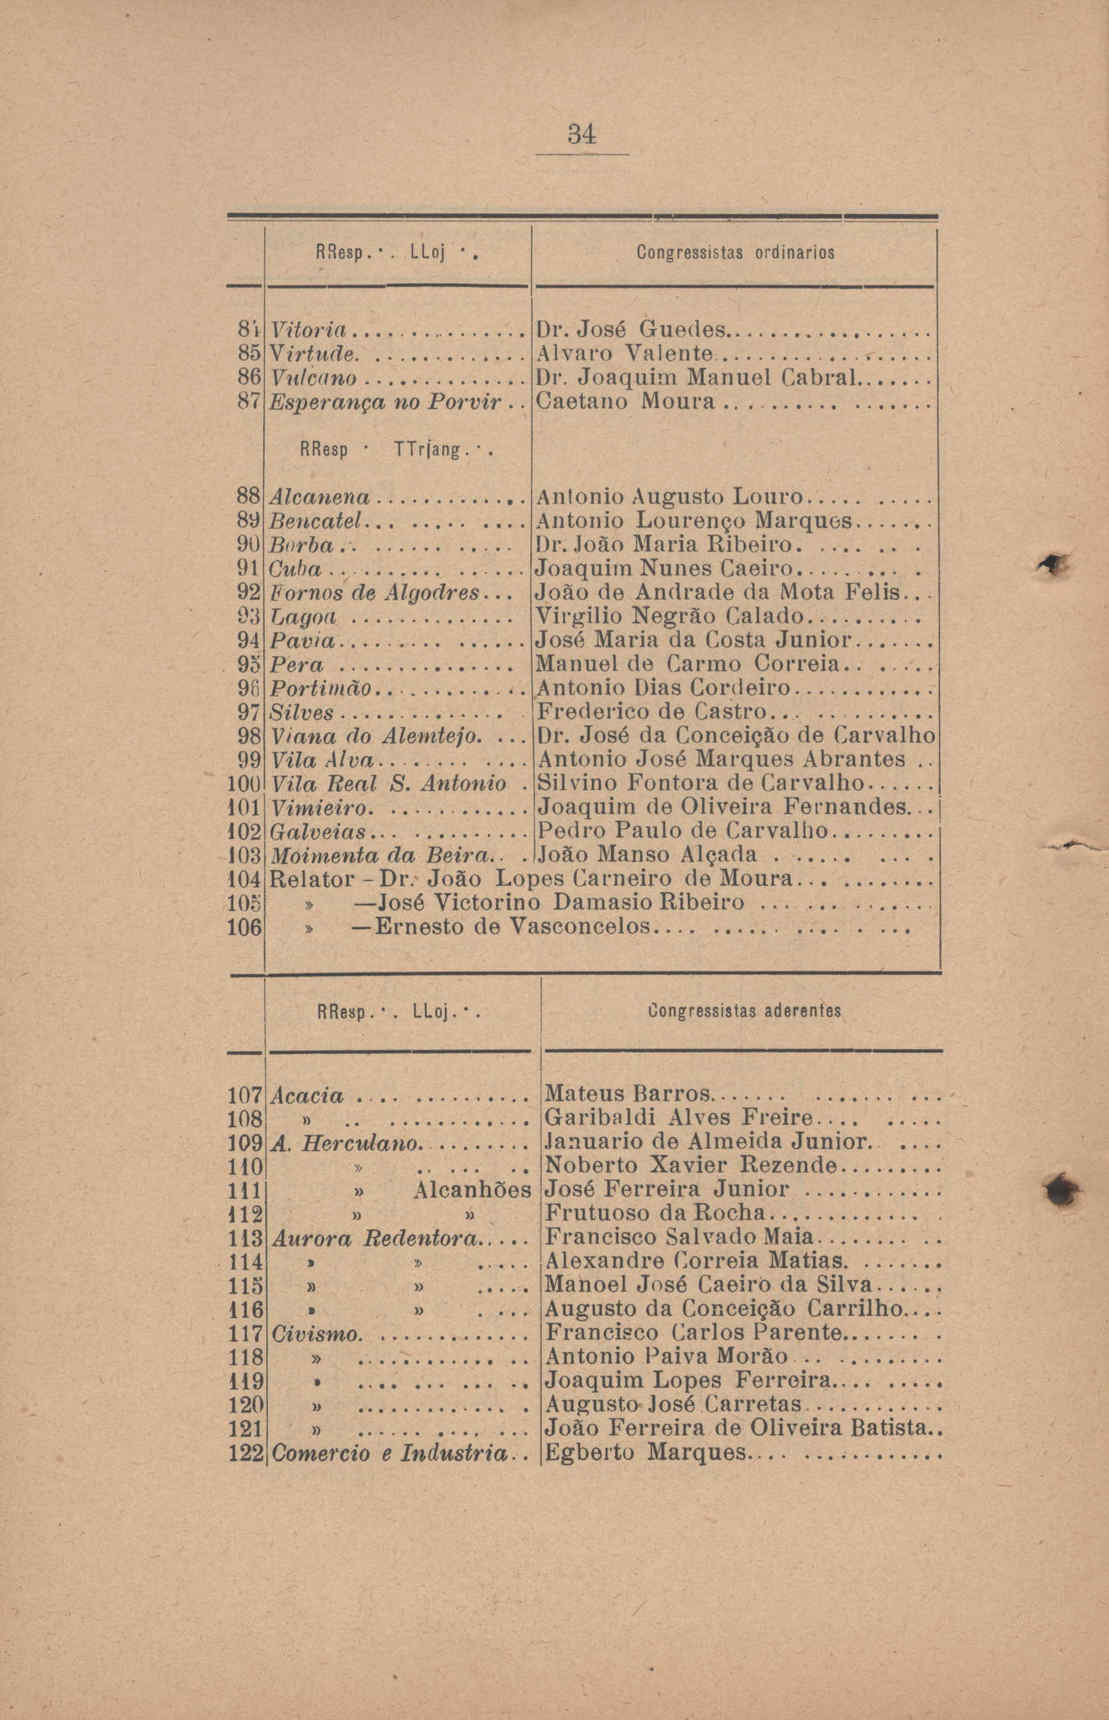 34
RResp.·. LLoj ·. Congressistas ordinarios
84 Vitoria............... Dr. José Guedes..................
85 Virtude. ............. Alvaro Valente..................
86 Vulcano .............. Dr. Joaquim Manuel Cabral.......
87 Esperança no Porvir .. Caetano Moura .......... .......
RResp · TTriang.·.
88 Alcanena............. Antonio Augusto Louro..... .....
89 Bencatel... ..... .... Antonio Lourenço Marques.......
90 Borba .. ...... ..... Dr. João Maria Ribeiro. .... .. .
91 Cuba .......... ...... Joaquim Nunes Caeiro......... .
92 Fornos de Algodres... João de Andrade da Mota Felis...
93 Lagoa .............. Virgilio Negrão Calado..........
94 Pavia......... ...... José Maria da Costa Junior.......
95 Pera ............... Manuel de Carmo Correia.. .....
96 Portimão............. Antonio Dias Cordeiro............
97 Silves.............. . Frederico de Castro... ..........
98 Viana do Alemtejo. ... Dr. José da Conceição de Carvalho
99 Vila Alva........ .... Antonio José Marques Abrantes ..
100 Vila Real S. Antonio . Silvino Fontora de Carvalho......
101 Vimieiro. ............ Joaquim de Oliveira Fernandes...
102 Galveias... .......... Pedro Paulo de Carvalho.........
103 Moimenta da Beira.. . João Manso Alçada . ..... ....
104 Relator - Dr. João Lopes Carneiro de Moura... ........
105 » —José Victorino Damasio Ribeiro ... ... .......
106 » —Ernesto de Vasconcelos.... ...... .... . ...
RResp.·. LLoj.·. Congressistas aderentes
107 Acacia .... .......... Mateus Barros....... ....... ...
108 » .. ............ Garibaldi Alves Freire.... .....
109 A. Herculano.......... Januario de Almeida Junior. ....
110 » .. ... .. Noberto Xavier Rezende.........
111 » Alcanhões José Ferreira Junior ............
112 » » Frutuoso da Rocha............. .
113 Aurora Redentora..... Francisco Salvado Maia........ ..
114 » » ..... Alexandre Correia Matias. .......
115 » » ..... Manoel José Caeiro da Silva......
116 » » . ... Augusto da Conceição Carrilho....
117 Civismo. ............. Francisco Carlos Parente........ .
118 » ............ .. Antonio Paiva Morão .. .........
119 » .... ... ... .. Joaquim Lopes Ferreira.... .....
120 » ............. . Augusto José Carretas............
121 » ...... .... ... João Ferreira de Oliveira Batista..
122 Comercio e Industria.. Egberto Marques.... ............